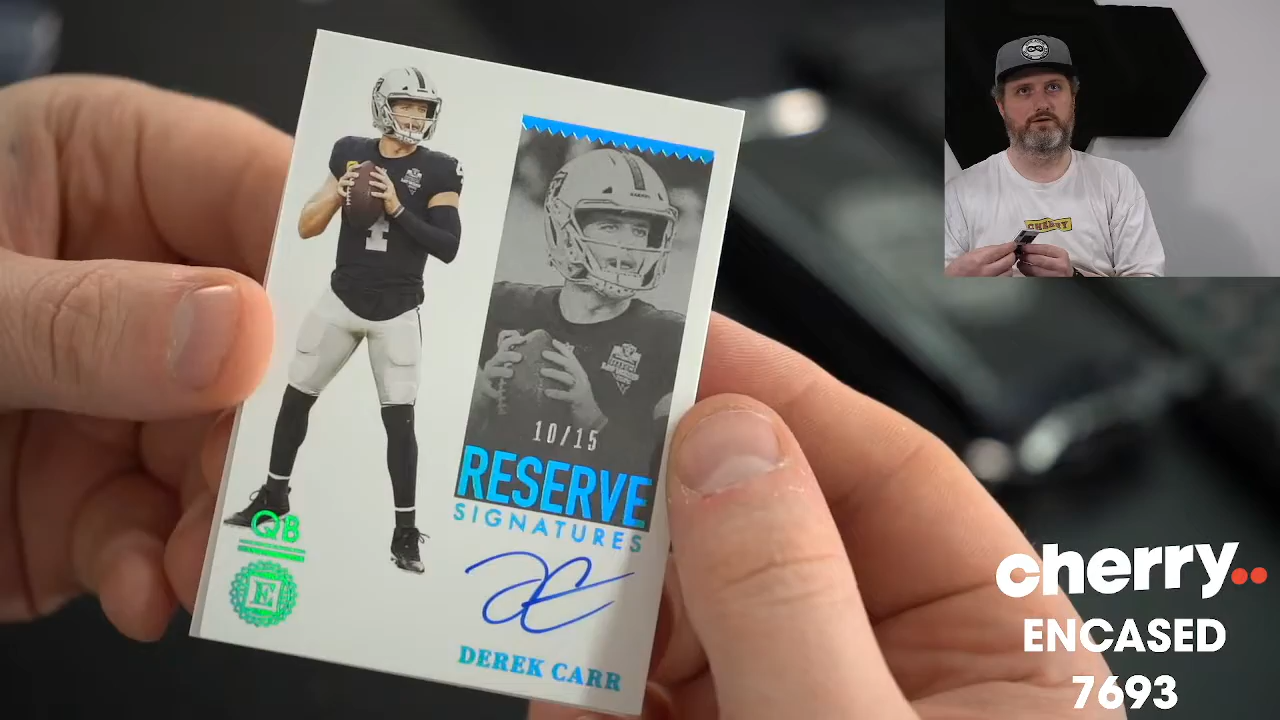 4
10/15
RESERVE
SIGNATURES
QB
E
DEREK CARR
CHERRY
cherry..
ENCASED
7693